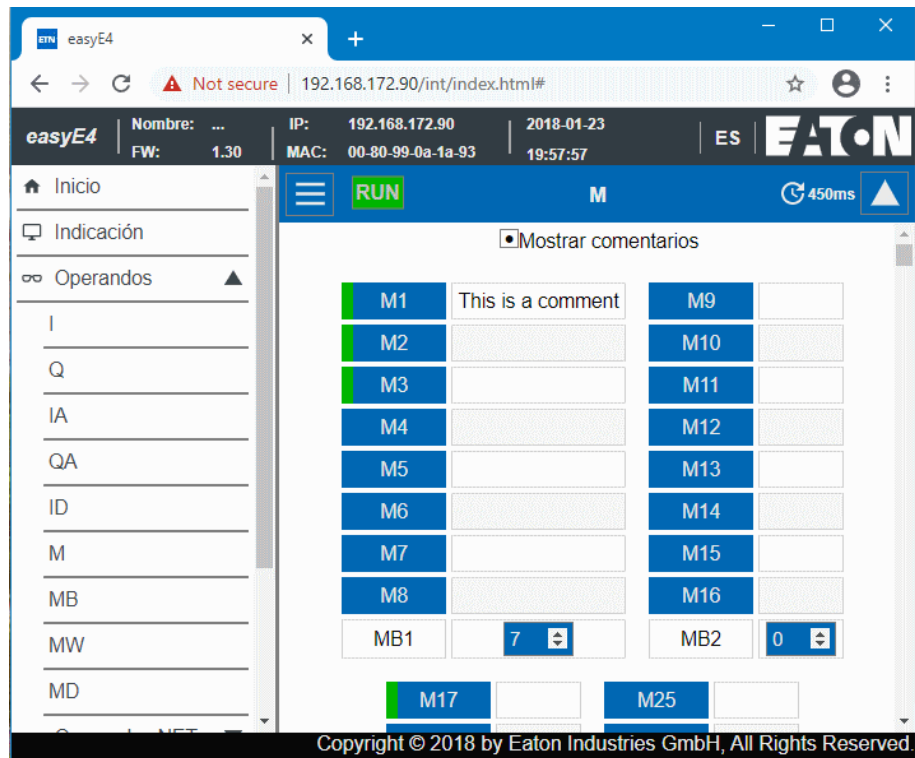 ETN easyE4
Not secure 192.168.172.90/int/index.html#
easyE4 Nombre: ... IP: 192.168.172.90 2018-01-23 ES EATON
FW: 1.30 MAC: 00-80-99-0a-1a-93 19:57:57
Inicio
RUN M 450ms
Indicación
Mostrar comentarios
Operandos
I
Q
IA
QA
ID
M
MB
MW
MD
M1 This is a comment M9
M2 M10
M3 M11
M4 M12
M5 M13
M6 M14
M7 M15
M8 M16
MB1 7 MB2 0
M17 M25
Copyright © 2018 by Eaton Industries GmbH, All Rights Reserved.